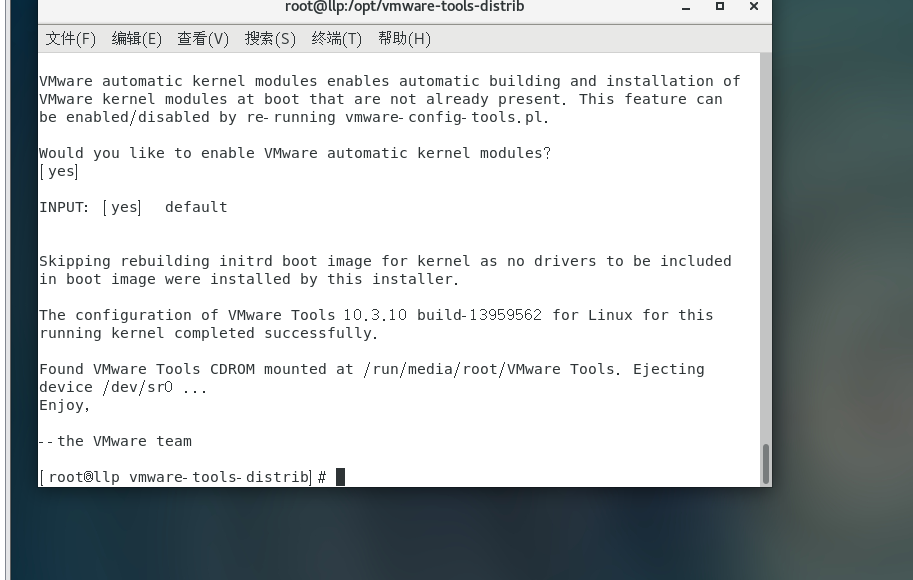 root@llp:/opt/vmware-tools-distrib
文件(F) 编辑(E) 查看(V) 搜索(S) 终端(T) 帮助(H)
VMware automatic kernel modules enables automatic building and installation of
VMware kernel modules at boot that are not already present. This feature can
be enabled/disabled by re-running vmware-config-tools.pl.
Would you like to enable VMware automatic kernel modules?
[yes]
INPUT: [yes]  default
Skipping rebuilding initrd boot image for kernel as no drivers to be included
in boot image were installed by this installer.
The configuration of VMware Tools 10.3.10 build-13959562 for Linux for this
running kernel completed successfully.
Found VMware Tools CDROM mounted at /run/media/root/VMware Tools. Ejecting
device /dev/sr0 ...
Enjoy,
--the VMware team
[root@llp vmware-tools-distrib]#